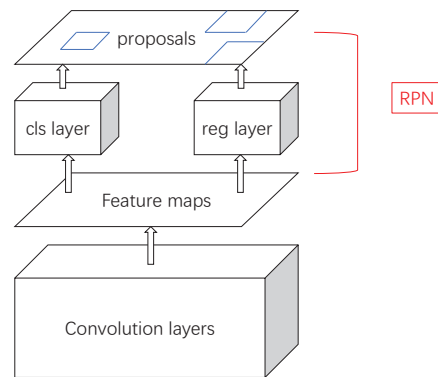 proposals
RPN
cls layer
reg layer
Feature maps
Convolution layers